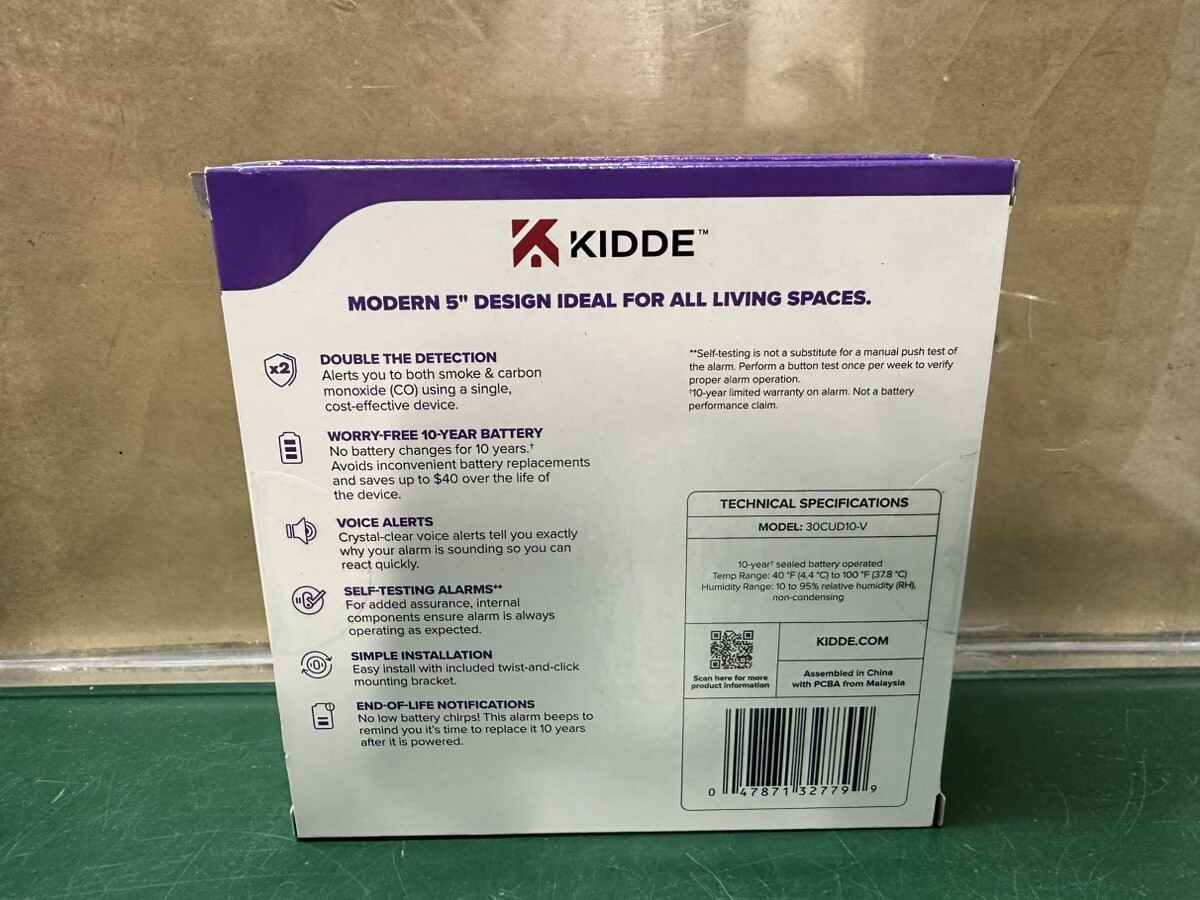 KIDDE™
MODERN 5" DESIGN IDEAL FOR ALL LIVING SPACES.
x2
DOUBLE THE DETECTION
Alerts you to both smoke & carbon
monoxide (CO) using a single,
cost-effective device.
WORRY-FREE 10-YEAR BATTERY
No battery changes for 10 years.†
Avoids inconvenient battery replacements
and saves up to $40 over the life of
the device.
VOICE ALERTS
Crystal-clear voice alerts tell you exactly
why your alarm is sounding so you can
react quickly.
SELF-TESTING ALARMS**
For added assurance, internal
components ensure alarm is always
operating as expected.
SIMPLE INSTALLATION
Easy install with included twist-and-click
mounting bracket.
END-OF-LIFE NOTIFICATIONS
No low battery chirps! This alarm beeps to
remind you it's time to replace it 10 years
after it is powered.
**Self-testing is not a substitute for a manual push test of
the alarm. Perform a button test once per week to verify
proper alarm operation.
†10-year limited warranty on alarm. Not a battery
performance claim.
TECHNICAL SPECIFICATIONS
MODEL: 30CUD10-V
10-year† sealed battery operated
Temp Range: 40 °F (4.4 °C) to 100 °F (37.8 °C)
Humidity Range: 10 to 95% relative humidity (RH),
non-condensing
Scan here for more
product information
KIDDE.COM
Assembled in China
with PCBA from Malaysia
0 47871 32779 9